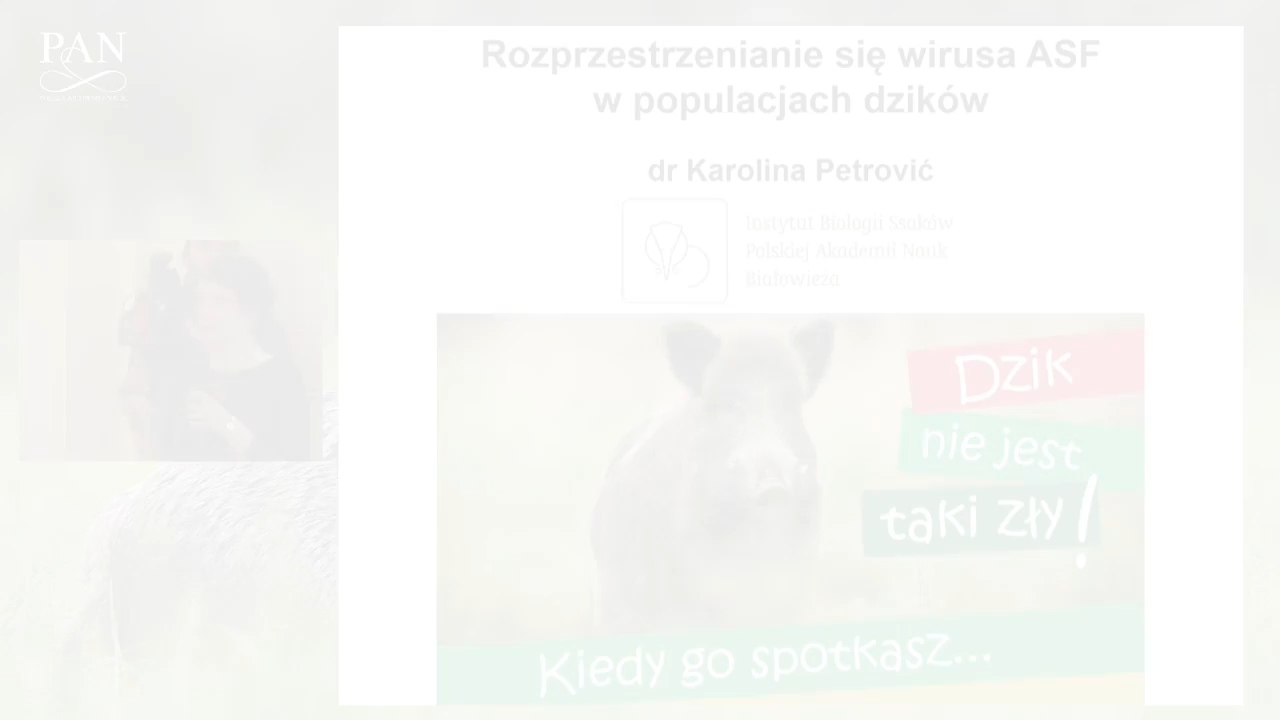 PAN
Rozprzestrzenianie się wirusa ASF
w populacjach dzików
dr Karolina Petrović
Instytut Biologii Ssaków
Polskiej Akademii Nauk
Białowieża
Dzik
nie jest
taki zły!
Kiedy go spotkasz...